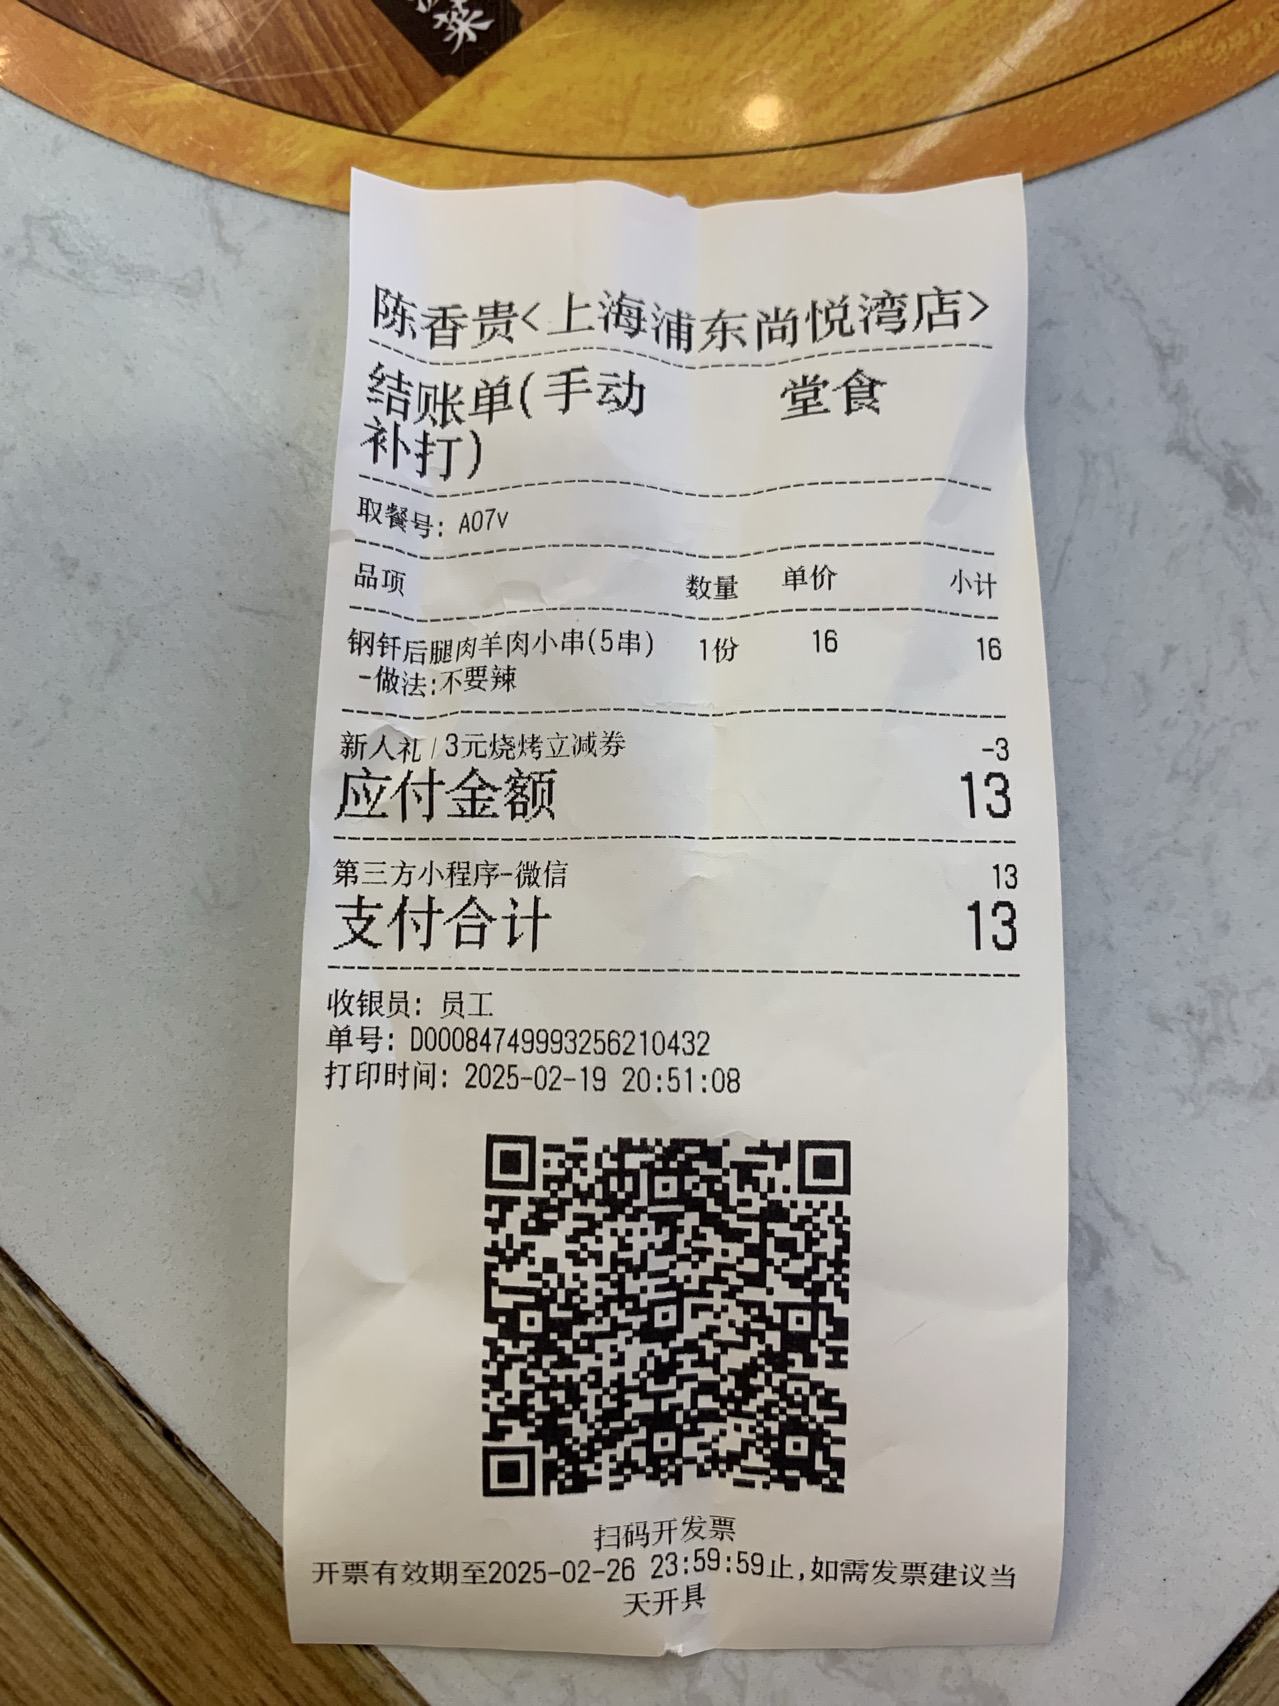 菜
陈香贵<上海浦东尚悦湾店>
结账单(手动 堂食
补打)
取餐号: A07v
品项 数量 单价 小计
钢钎后腿肉羊肉小串(5串) 1份 16 16
-做法:不要辣
新人礼/3元烧烤立减券 -3
应付金额 13
第三方小程序-微信 13
支付合计 13
收银员: 员工
单号: D00084749993256210432
打印时间: 2025-02-19 20:51:08
扫码开发票
开票有效期至2025-02-26 23:59:59止,如需发票建议当
天开具